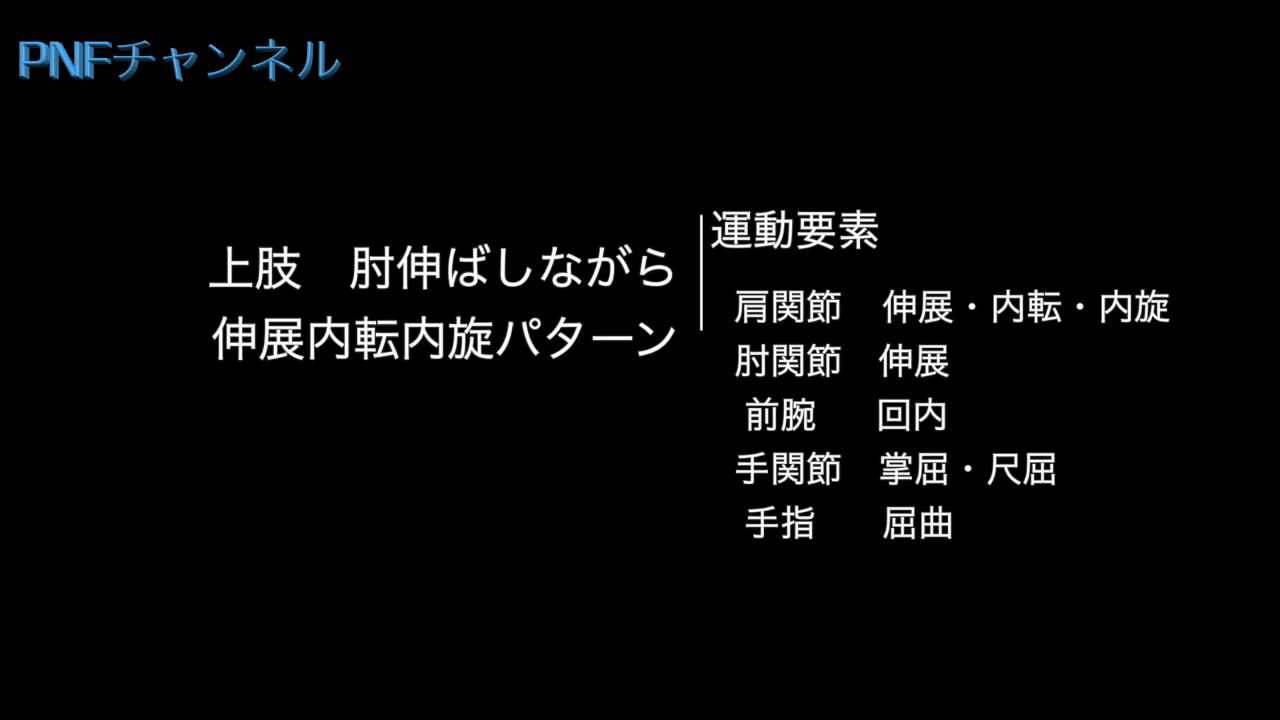 PNFチャンネル
上肢　肘伸ばしながら
伸展内転内旋パターン
運動要素
肩関節　伸展・内転・内旋
肘関節　伸展
前腕　回内
手関節　掌屈・尺屈
手指　屈曲